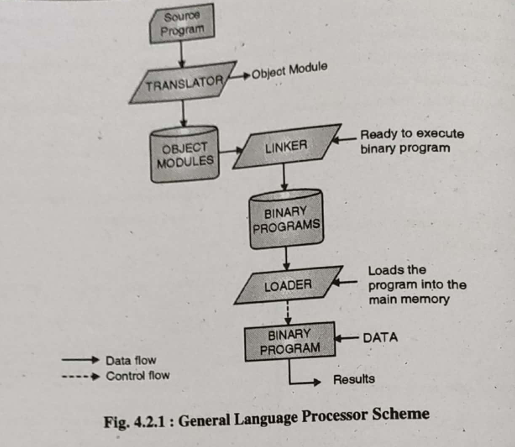 Source
Program
TRANSLATOR
Object Module
OBJECT
MODULES
LINKER
Ready to execute
binary program
BINARY
PROGRAMS
LOADER
Loads the
program into the
main memory
BINARY
PROGRAM
DATA
Data flow
Control flow
Results
Fig. 4.2.1 : General Language Processor Scheme